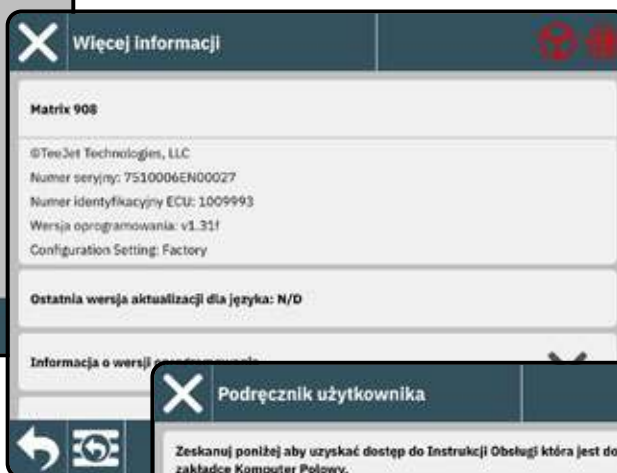 Więcej informacji
Matrix 908
©TeeJet Technologies, LLC
Numer seryjny: 7510006EN00027
Numer identyfikacyjny ECU: 1009993
Wersja oprogramowania: v1.31f
Configuration Setting: Factory
Ostatnia wersja aktualizacji dla języka: N/D
Informacja o wersji
Podręcznik użytkownika
Zeskanuj poniżej aby uzyskać dostęp do Instrukcji Obsługi która jest do
zakładce Komputer Polowy.